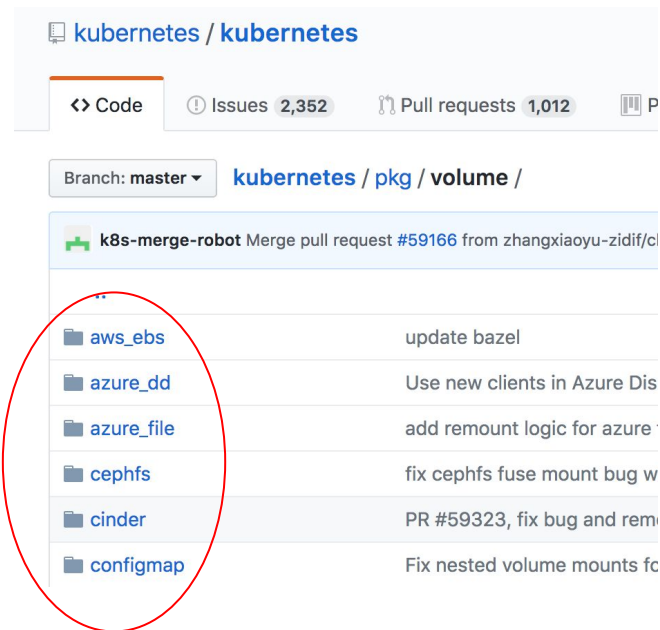 kubernetes / kubernetes
<> Code Issues 2,352 Pull requests 1,012 P
Branch: master kubernetes / pkg / volume /
k8s-merge-robot Merge pull request #59166 from zhangxiaoyu-zidif/cl
..
aws_ebs update bazel
azure_dd Use new clients in Azure Dis
azure_file add remount logic for azure
cephfs fix cephfs fuse mount bug w
cinder PR #59323, fix bug and rem
configmap Fix nested volume mounts fo